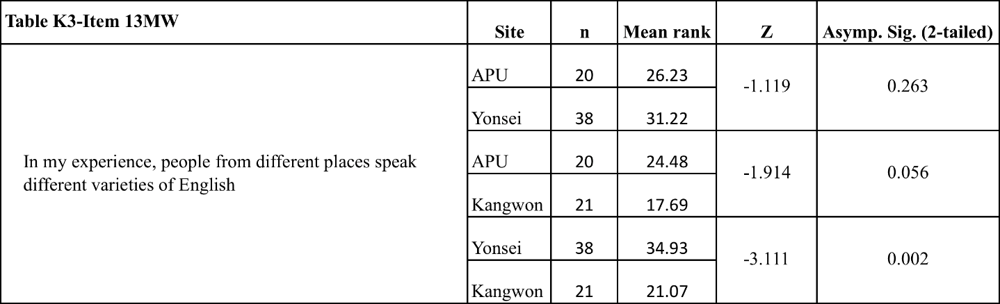 Table K3-Item 13MW
Site n Mean rank Z Asymp. Sig. (2-tailed)
In my experience, people from different places speak
different varieties of English
APU 20 26.23
-1.119 0.263
Yonsei 38 31.22
APU 20 24.48
-1.914 0.056
Kangwon 21 17.69
Yonsei 38 34.93
-3.111 0.002
Kangwon 21 21.07